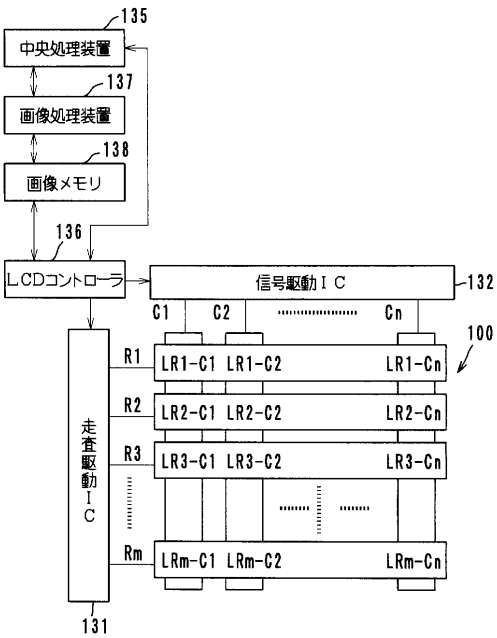 135
中央処理装置
137
画像処理装置
138
画像メモリ
136
LCDコントローラ
信号駆動IC
132
C1 C2 Cn
100
R1 LR1-C1 LR1-C2 LR1-Cn
R2 LR2-C1 LR2-C2 LR2-Cn
R3 LR3-C1 LR3-C2 LR3-Cn
走査駆動IC
Rm LRm-C1 LRm-C2 LRm-Cn
131